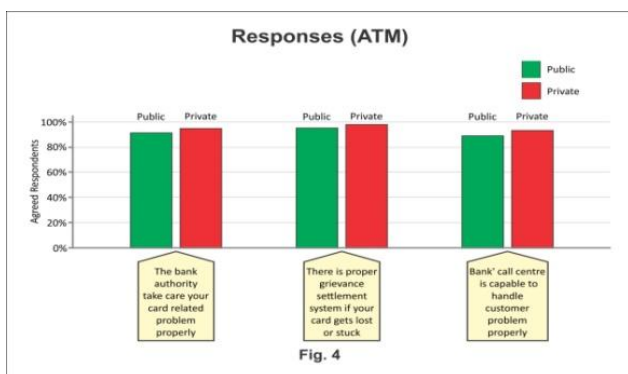 Responses (ATM)
Public
Private
Public Private
Public Private
Public Private
100%
80%
60%
40%
20%
0%
Agreed Respondents
The bank
authority
take care your
card related
problem
properly
There is proper
grievance
settlement
system if your
card gets lost
or stuck
Bank' call centre
is capable to
handle
customer
problem
properly
Fig. 4